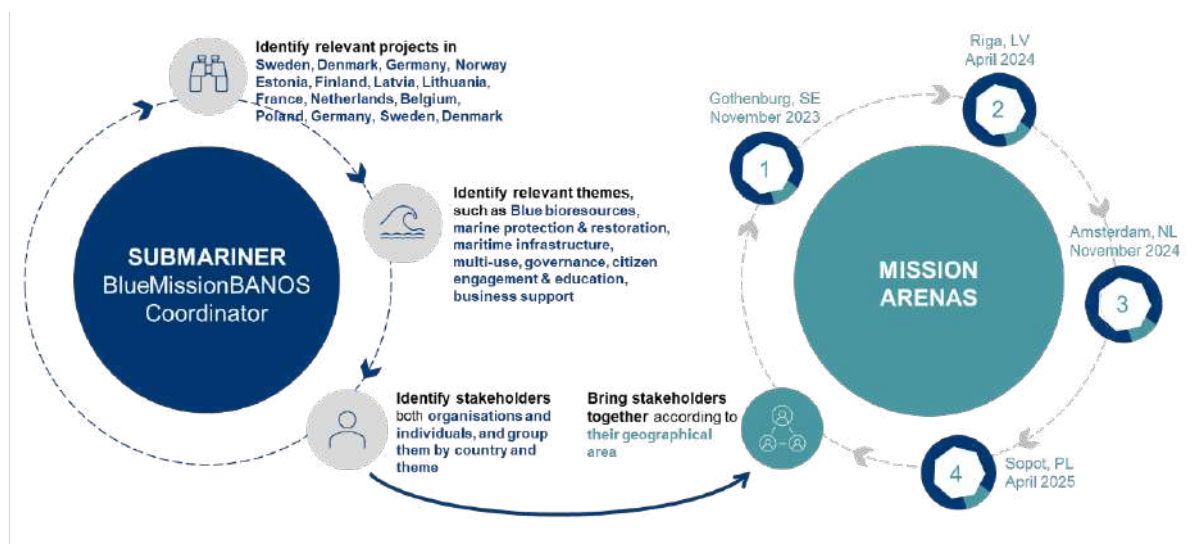 Identify relevant projects in
Sweden, Denmark, Germany, Norway
Estonia, Finland, Latvia, Lithuania,
France, Netherlands, Belgium,
Poland, Germany, Sweden, Denmark
SUBMARINER
BlueMissionBANOS
Coordinator
Identify relevant themes,
such as Blue bioresources,
marine protection & restoration,
maritime infrastructure,
multi-use, governance, citizen
engagement & education,
business support
Identify stakeholders
both organisations and
individuals, and group
them by country and
theme
Bring stakeholders
together according to
their geographical
area
MISSION
ARENAS
Gothenburg, SE
November 2023
1
Riga, LV
April 2024
2
Amsterdam, NL
November 2024
3
Sopot, PL
April 2025
4